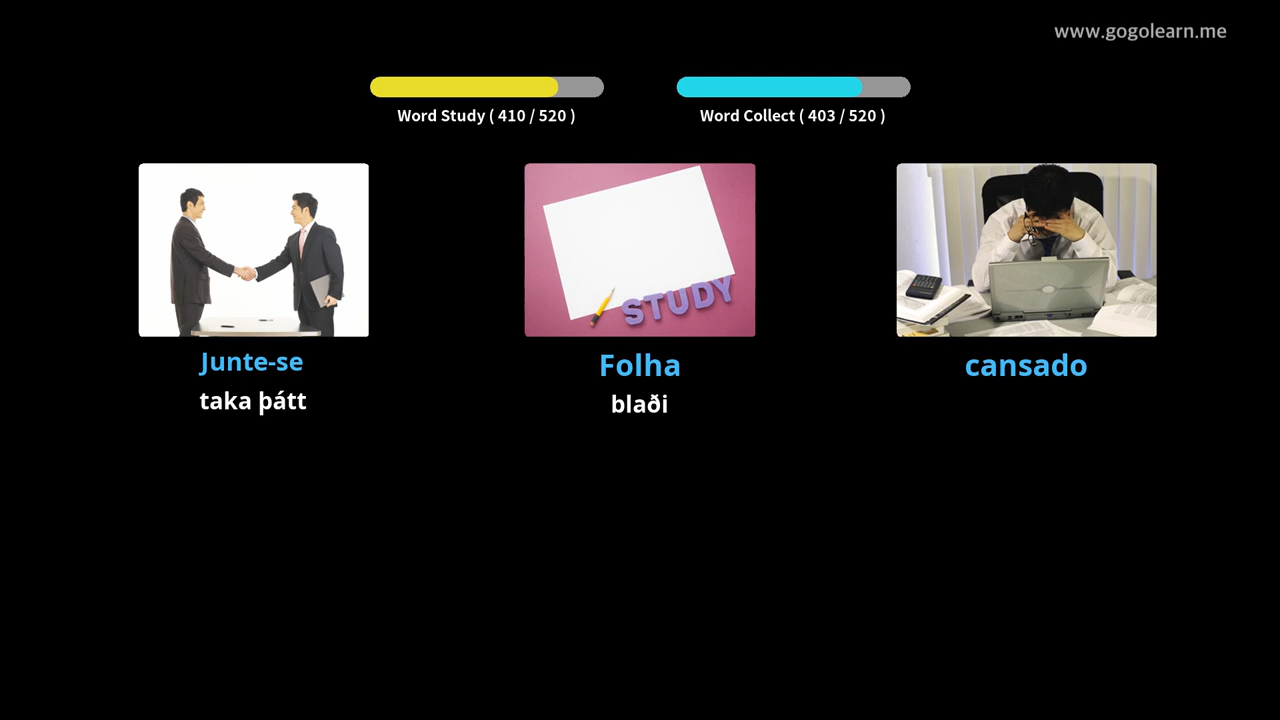 www.gogolearn.me
Word Study ( 410 / 520 )
Word Collect ( 403 / 520 )
STUDY
Junte-se
taka þátt
Folha
blaði
cansado